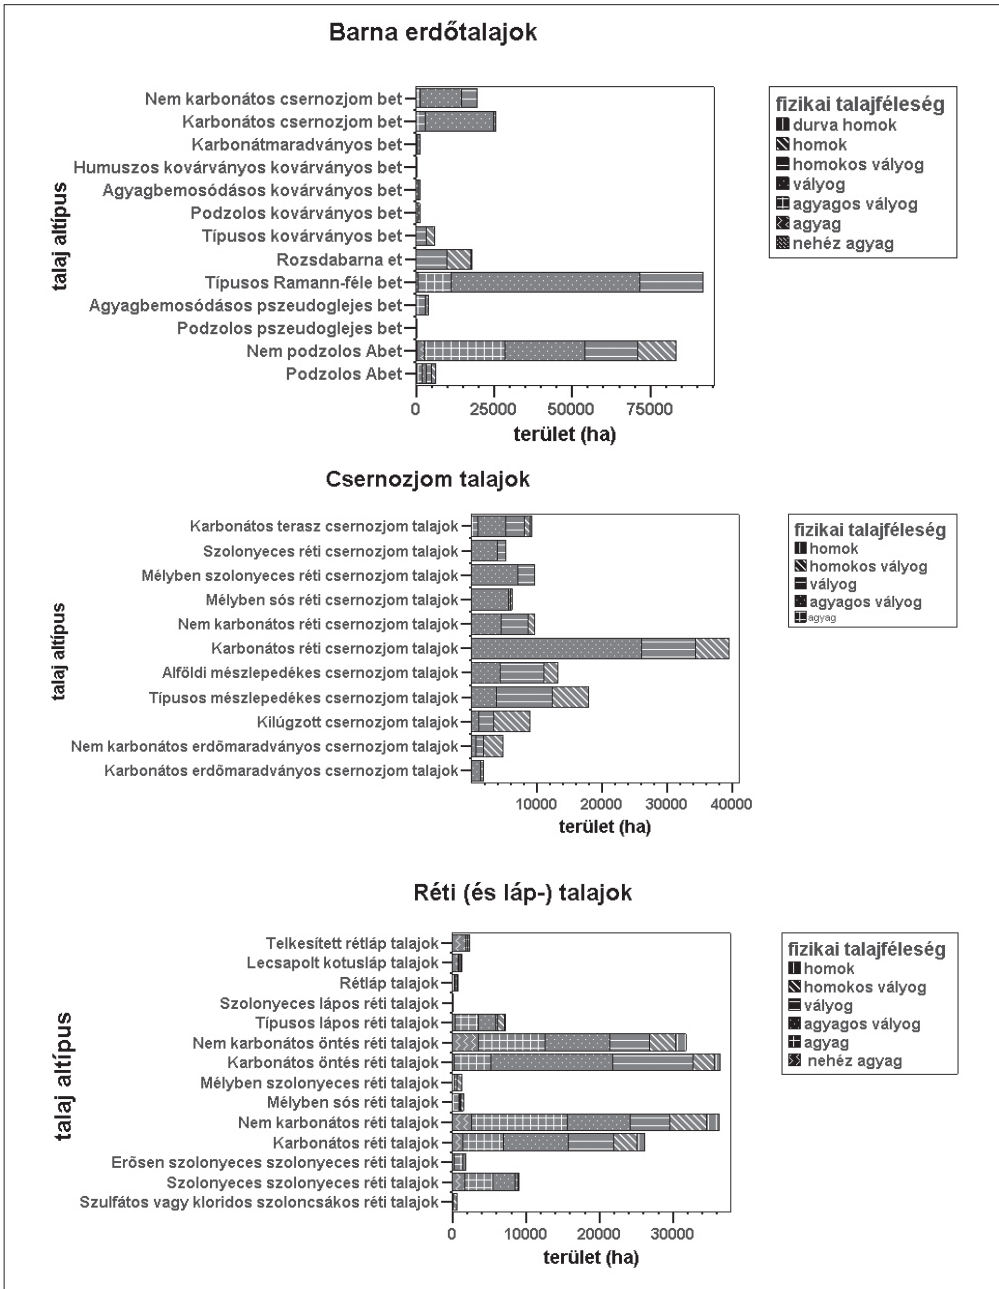 Barna erdőtalajok
talaj altípus
Nem karbonátos csernozjom bet
Karbonátos csernozjom bet
Karbonátmaradványos bet
Humuszos kovárványos kovárványos bet
Agyagbemosódásos kovárványos bet
Podzolos kovárványos bet
Típusos kovárványos bet
Rozsdabarna et
Típusos Ramann-féle bet
Agyagbemosódásos pszeudoglejes bet
Podzolos pszeudoglejes bet
Nem podzolos Abet
Podzolos Abet
0 25000 50000 75000
terület (ha)
fizikai talajféleség
durva homok
homok
homokos vályog
vályog
agyagos vályog
agyag
nehéz agyag
Csernozjom talajok
talaj altípus
Karbonátos terasz csernozjom talajok
Szolonyeces réti csernozjom talajok
Mélyben szolonyeces réti csernozjom talajok
Mélyben sós réti csernozjom talajok
Nem karbonátos réti csernozjom talajok
Karbonátos réti csernozjom talajok
Alföldi mészlepedékes csernozjom talajok
Típusos mészlepedékes csernozjom talajok
Kilúgzott csernozjom talajok
Nem karbonátos erdõmaradványos csernozjom talajok
Karbonátos erdõmaradványos csernozjom talajok
10000 20000 30000 40000
terület (ha)
fizikai talajféleség
homok
homokos vályog
vályog
agyagos vályog
agyag
Réti (és láp-) talajok
talaj altípus
Telkesített rétláp talajok
Lecsapolt kotusláp talajok
Rétláp talajok
Szolonyeces lápos réti talajok
Típusos lápos réti talajok
Nem karbonátos öntés réti talajok
Karbonátos öntés réti talajok
Mélyben szolonyeces réti talajok
Mélyben sós réti talajok
Nem karbonátos réti talajok
Karbonátos réti talajok
Erõsen szolonyeces szolonyeces réti talajok
Szolonyeces szolonyeces réti talajok
Szulfátos vagy kloridos szoloncsákos réti talajok
0 10000 20000 30000
terület (ha)
fizikai talajféleség
homok
homokos vályog
vályog
agyagos vályog
agyag
nehéz agyag